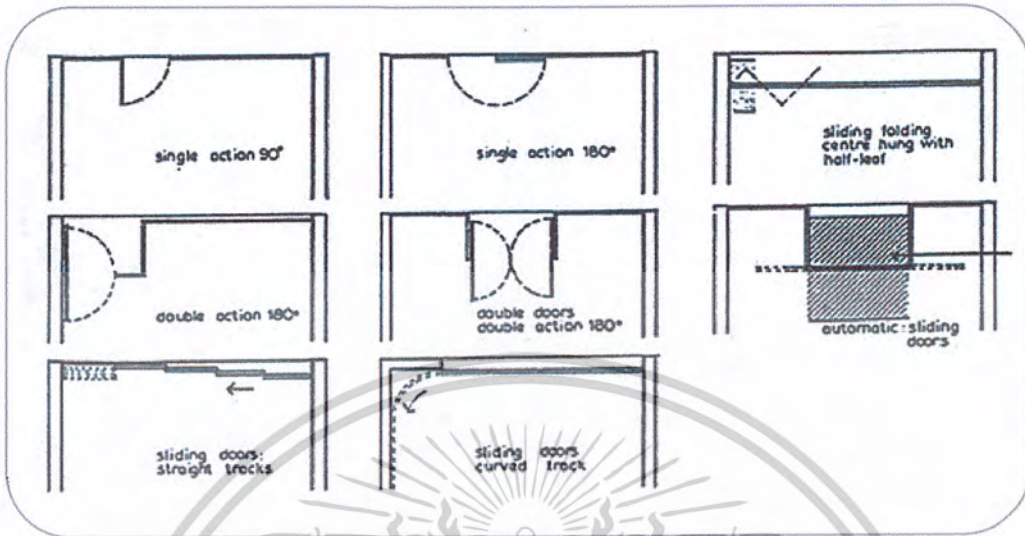 single action 90°
single action 180°
sliding folding
centre hung with
half-leaf
double action 180°
double doors
double action 180°
automatic sliding
doors
sliding doors:
straight tracks
sliding doors
curved track